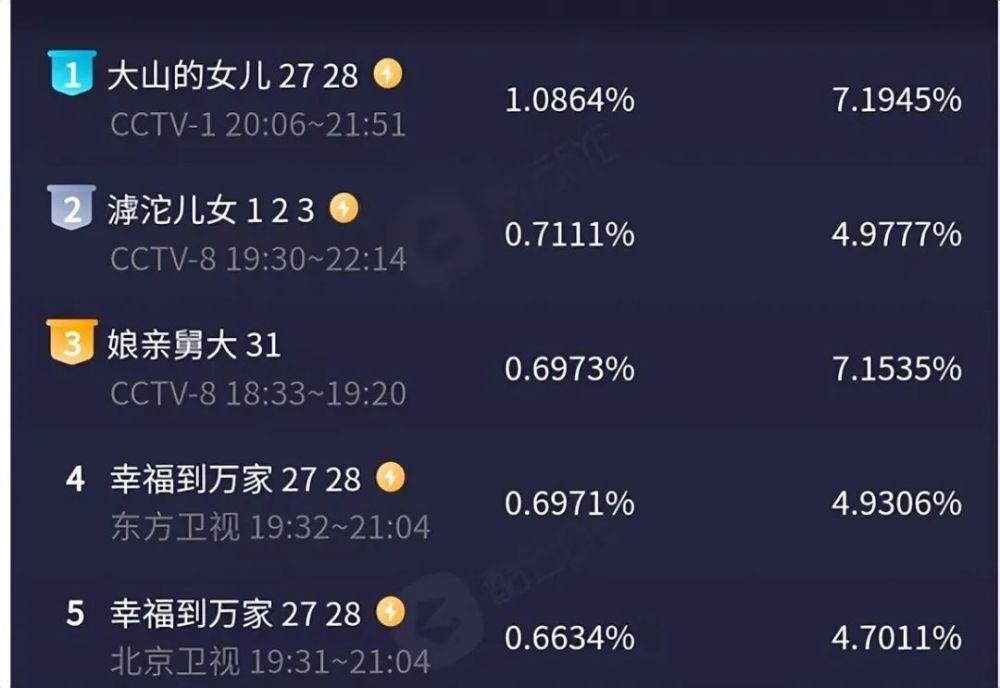 1 大山的女儿 27 28
CCTV-1 20:06~21:51
1.0864% 7.1945%
2 滹沱儿女 1 2 3
CCTV-8 19:30~22:14
0.7111% 4.9777%
3 娘亲舅大 31
CCTV-8 18:33~19:20
0.6973% 7.1535%
4 幸福到万家 27 28
东方卫视 19:32~21:04
0.6971% 4.9306%
5 幸福到万家 27 28
北京卫视 19:31~21:04
0.6634% 4.7011%